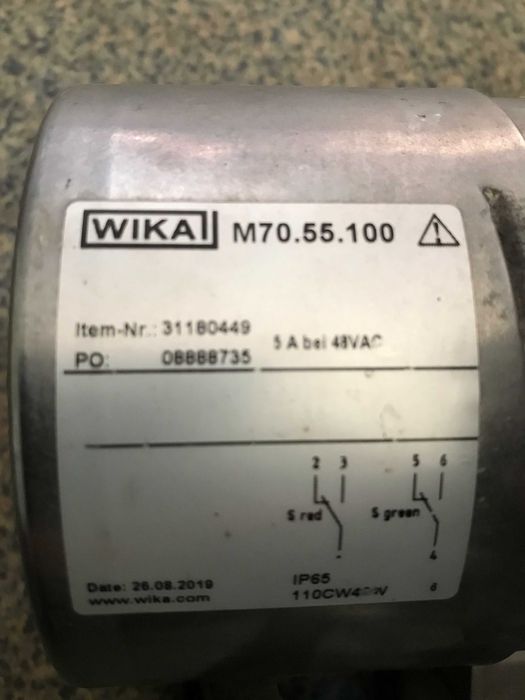 WIKA M70.55.100
Item-Nr.: 31180449
PO: 08888735 5 A bei 48VAC
2 3 5 6
S red S green
4
Date: 26.08.2019 IP65
www.wika.com 6